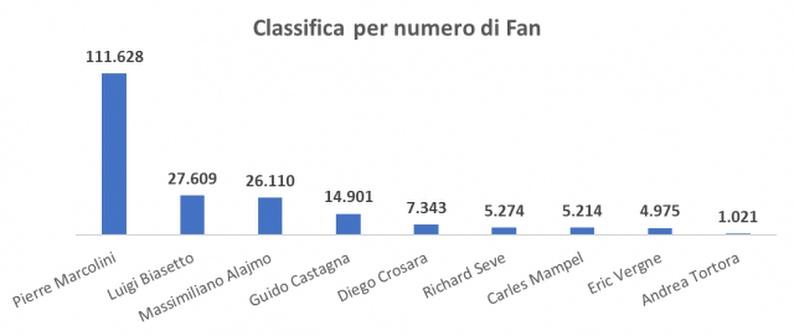 Classifica per numero di Fan
111.628
27.609
26.110
14.901
7.343
5.274
5.214
4.975
1.021
Pierre Marcolini
Luigi Biasetto
Massimiliano Alajmo
Guido Castagna
Diego Crosara
Richard Seve
Carles Mampel
Eric Vergne
Andrea Tortora